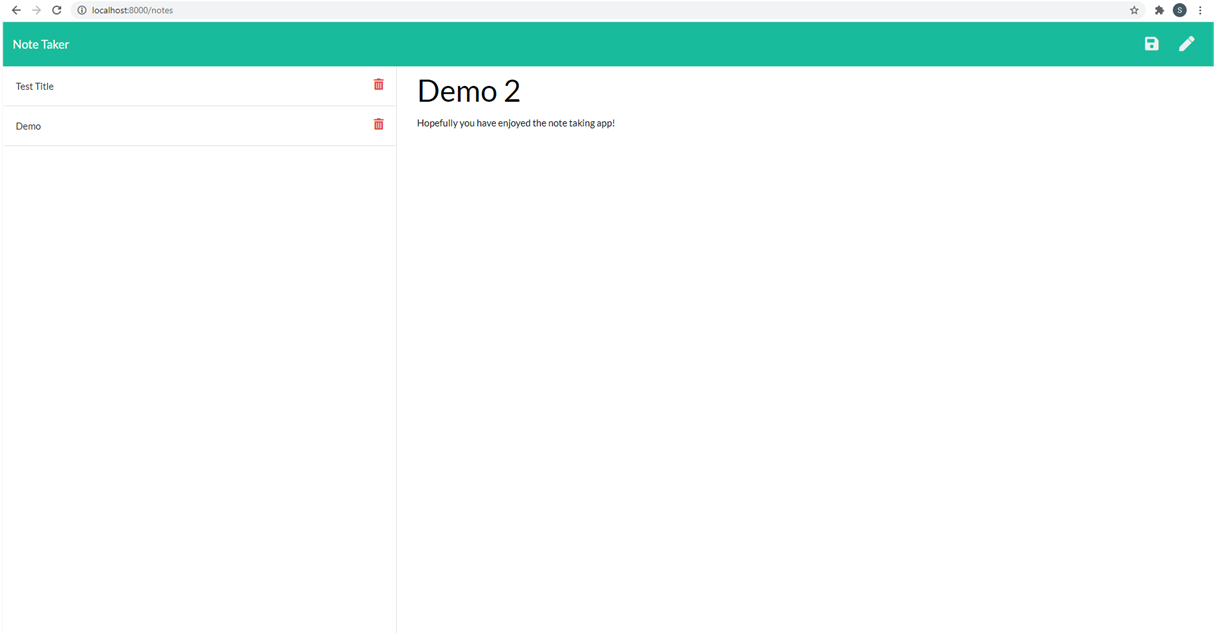 localhost:8000/notes
S
Note Taker
Test Title
Demo
Demo 2
Hopefully you have enjoyed the note taking app!